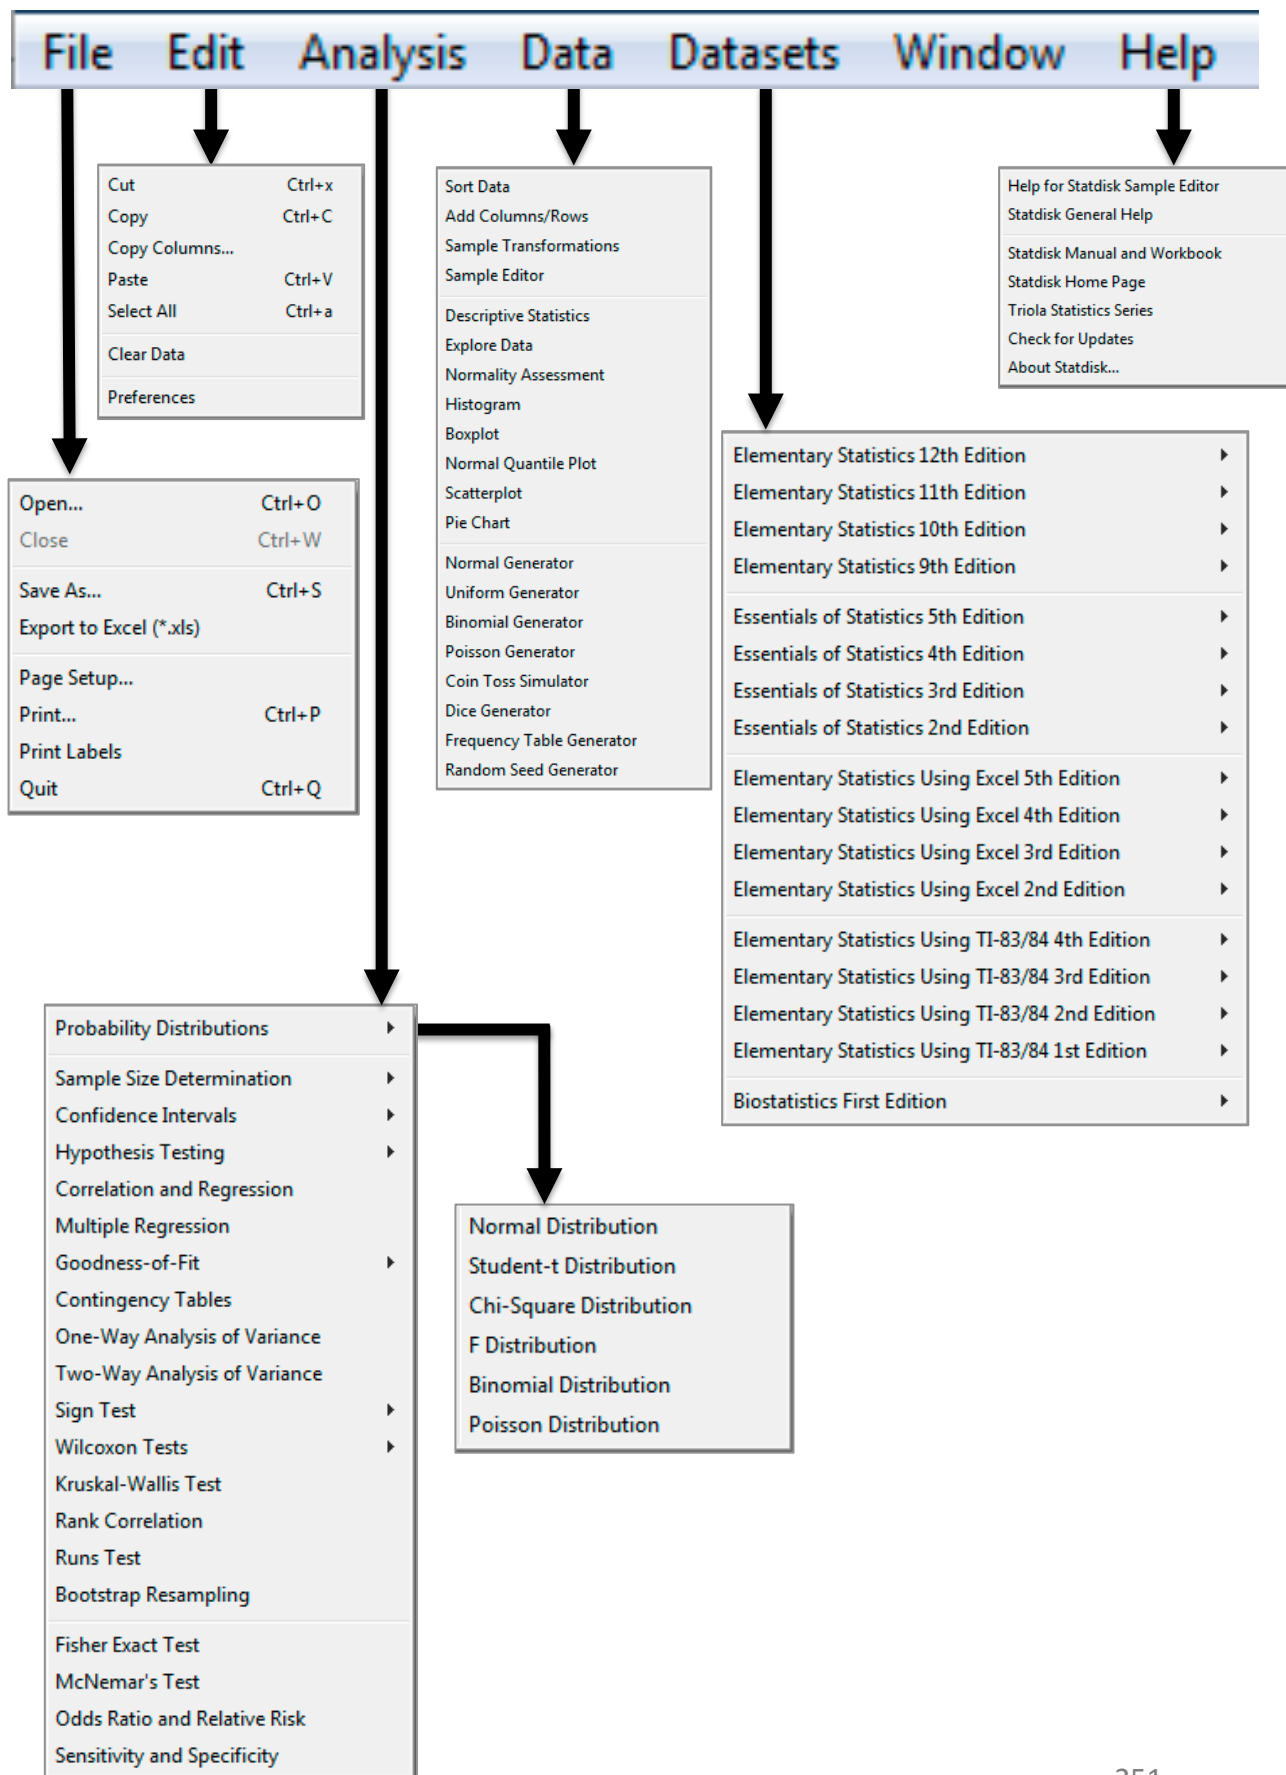 File Edit Analysis Data Datasets Window Help
Cut Ctrl+x
Copy Ctrl+C
Copy Columns...
Paste Ctrl+V
Select All Ctrl+a
Clear Data
Preferences
Sort Data
Add Columns/Rows
Sample Transformations
Sample Editor
Descriptive Statistics
Explore Data
Normality Assessment
Histogram
Boxplot
Normal Quantile Plot
Scatterplot
Pie Chart
Normal Generator
Uniform Generator
Binomial Generator
Poisson Generator
Coin Toss Simulator
Dice Generator
Frequency Table Generator
Random Seed Generator
Help for Statdisk Sample Editor
Statdisk General Help
Statdisk Manual and Workbook
Statdisk Home Page
Triola Statistics Series
Check for Updates
About Statdisk...
Open... Ctrl+O
Close Ctrl+W
Save As... Ctrl+S
Export to Excel (*.xls)
Page Setup...
Print... Ctrl+P
Print Labels
Quit Ctrl+Q
Elementary Statistics 12th Edition
Elementary Statistics 11th Edition
Elementary Statistics 10th Edition
Elementary Statistics 9th Edition
Essentials of Statistics 5th Edition
Essentials of Statistics 4th Edition
Essentials of Statistics 3rd Edition
Essentials of Statistics 2nd Edition
Elementary Statistics Using Excel 5th Edition
Elementary Statistics Using Excel 4th Edition
Elementary Statistics Using Excel 3rd Edition
Elementary Statistics Using Excel 2nd Edition
Elementary Statistics Using TI-83/84 4th Edition
Elementary Statistics Using TI-83/84 3rd Edition
Elementary Statistics Using TI-83/84 2nd Edition
Elementary Statistics Using TI-83/84 1st Edition
Biostatistics First Edition
Probability Distributions
Sample Size Determination
Confidence Intervals
Hypothesis Testing
Correlation and Regression
Multiple Regression
Goodness-of-Fit
Contingency Tables
One-Way Analysis of Variance
Two-Way Analysis of Variance
Sign Test
Wilcoxon Tests
Kruskal-Wallis Test
Rank Correlation
Runs Test
Bootstrap Resampling
Fisher Exact Test
McNemar's Test
Odds Ratio and Relative Risk
Sensitivity and Specificity
Normal Distribution
Student-t Distribution
Chi-Square Distribution
F Distribution
Binomial Distribution
Poisson Distribution